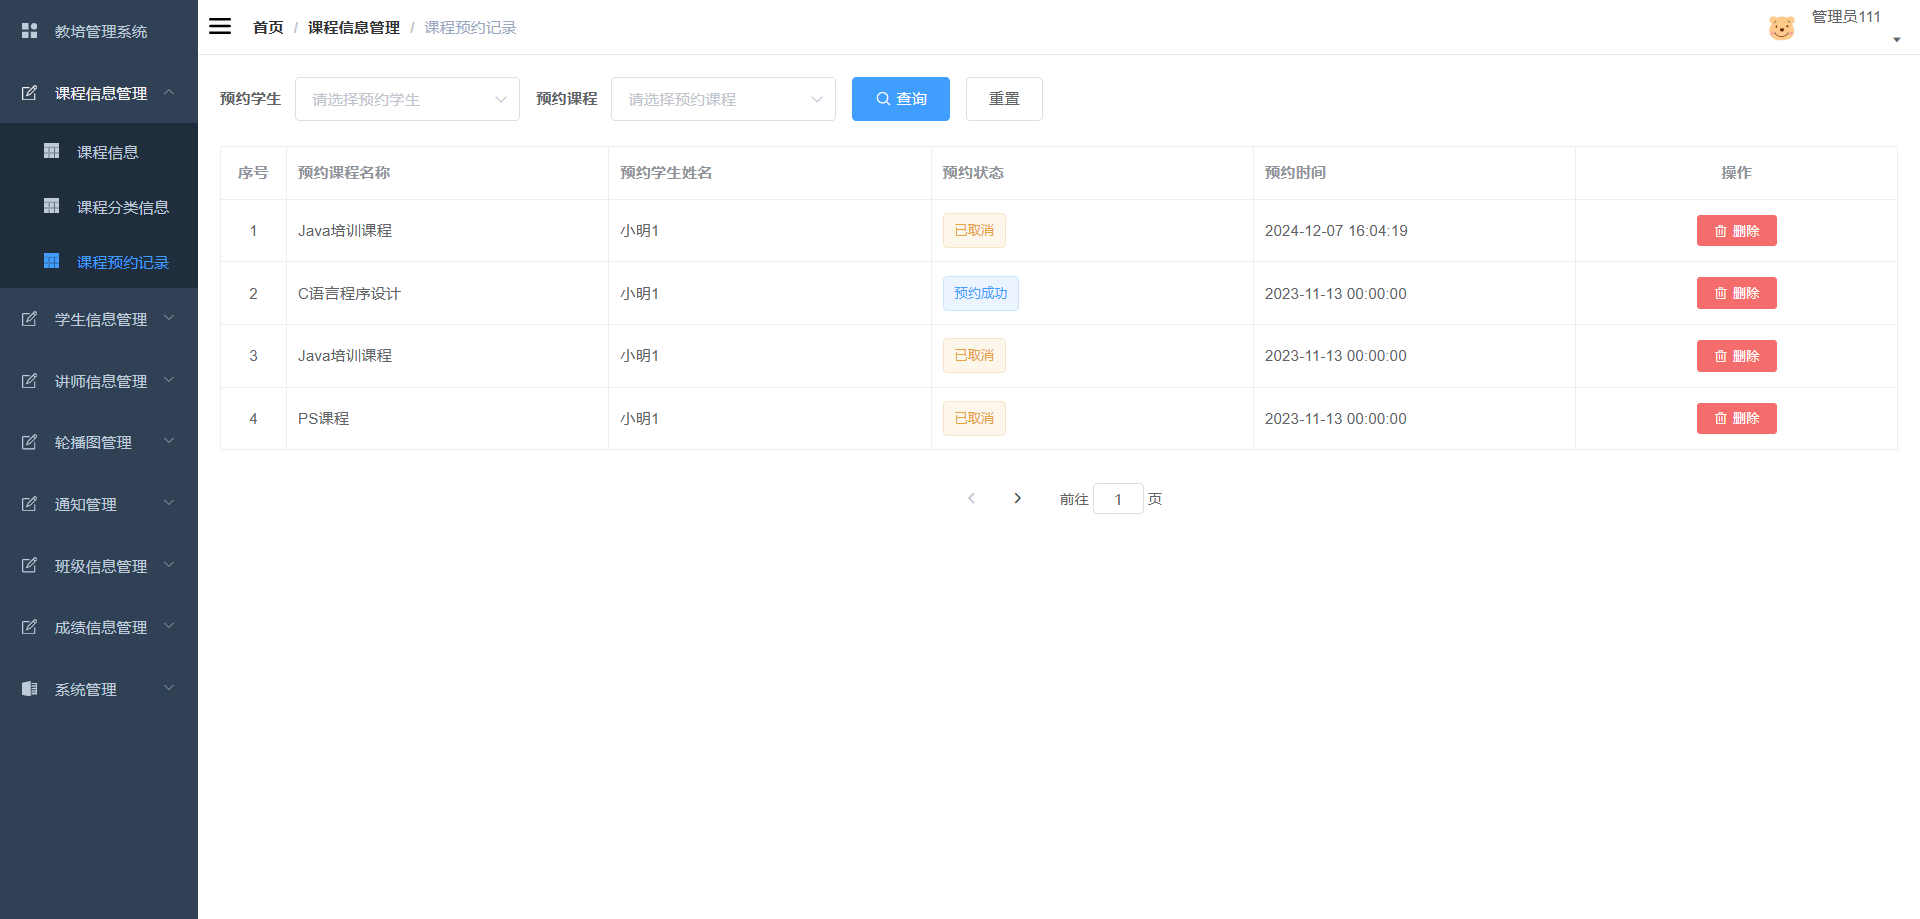 教培管理系统
课程信息管理
课程信息
课程分类信息
课程预约记录
学生信息管理
讲师信息管理
轮播图管理
通知管理
班级信息管理
成绩信息管理
系统管理
首页 / 课程信息管理 / 课程预约记录
管理员111
预约学生 请选择预约学生 预约课程 请选择预约课程 查询 重置
序号 预约课程名称 预约学生姓名 预约状态 预约时间 操作
1 Java培训课程 小明1 已取消 2024-12-07 16:04:19 删除
2 C语言程序设计 小明1 预约成功 2023-11-13 00:00:00 删除
3 Java培训课程 小明1 已取消 2023-11-13 00:00:00 删除
4 PS课程 小明1 已取消 2023-11-13 00:00:00 删除
前往 1 页